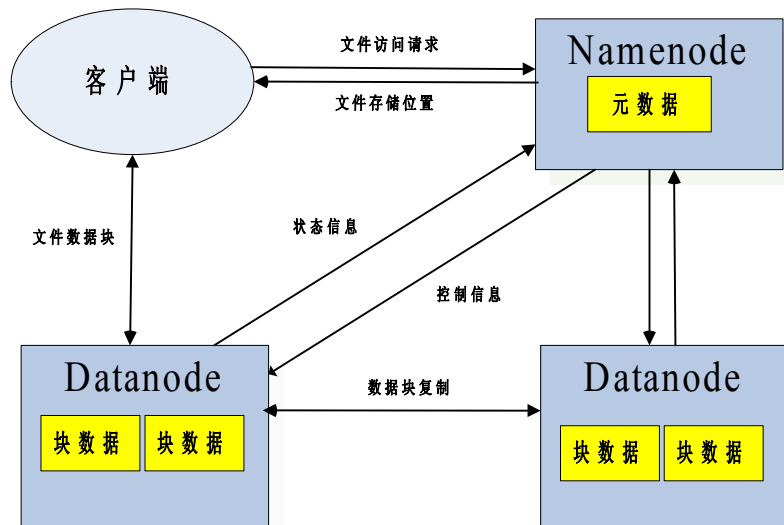 文件访问请求
Namenode
客户端
元数据
文件存储位置
状态信息
文件数据块
控制信息
Datanode
数据块复制
Datanode
块数据 块数据
块数据 块数据